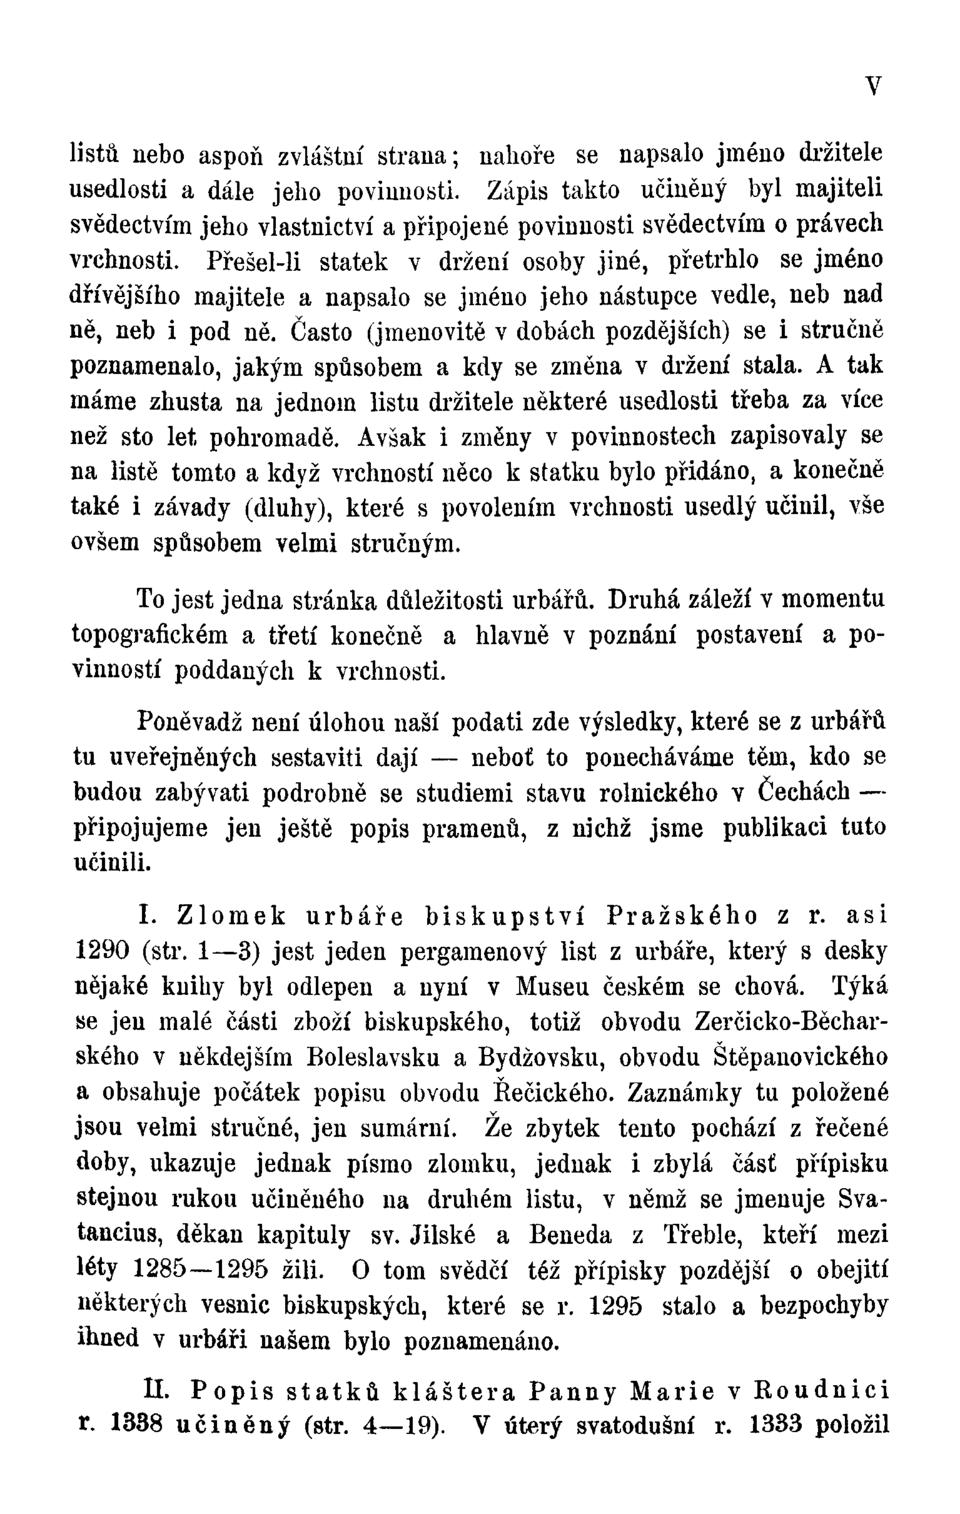 V
listů nebo aspoň zvláštní strana; nahoře se napsalo jméno držitele
usedlosti a dále jeho povinnosti. Zápis takto učiněný byl majiteli
svědectvím jeho vlastnictví a připojené povinnosti svědectvím o právech
vrchnosti. Přešel-li statek v držení osoby jiné, přetrhlo se jméno
dřívějšího majitele a napsalo se jméno jeho nástupce vedle, neb nad
ně, neb i pod ně. Často (jmenovitě v dobách pozdějších) se i stručně
poznamenalo, jakým spůsobem a kdy se změna v držení stala. A tak
máme zhusta na jednom listu držitele některé usedlosti třeba za více
než sto let pohromadě. Avšak i změny v povinnostech zapisovaly se
na listě tomto a když vrchností něco k statku bylo přidáno, a konečně
také i závady (dluhy), které s povolením vrchnosti usedlý učinil, vše
ovšem spůsobem velmi stručným.
To jest jedna stránka důležitosti urbářů. Druhá záleží v momentu
topografickém a třetí konečně a hlavně v poznání postavení a po-
vinností poddaných k vrchnosti.
Poněvadž není úlohou naší podati zde výsledky, které se z urbářů
tu uveřejněných sestaviti dají — neboť to ponecháváme těm, kdo se
budou zabývati podrobně se studiemi stavu rolnického v Čechách —
připojujeme jen ještě popis pramenů, z nichž jsme publikaci tuto
učinili.
I. Zlomek urbáře biskupství Pražského z r. asi
1290 (str. 1—3) jest jeden pergamenový list z urbáře, který s desky
nějaké knihy byl odlepen a nyní v Museu českém se chová. Týká
se jen malé části zboží biskupského, totiž obvodu Zerčicko-Běchar-
ského v někdejším Boleslavsku a Bydžovsku, obvodu Štěpanovického
a obsahuje počátek popisu obvodu Řečického. Zaznámky tu položené
jsou velmi stručné, jen sumární. Že zbytek tento pochází z řečené
doby, ukazuje jednak písmo zlomku, jednak i zbylá část přípisku
stejnou rukou učiněného na druhém listu, v němž se jmenuje Sva-
tancius, děkan kapituly sv. Jilské a Beneda z Třeble, kteří mezi
léty 1285—1295 žili. O tom svědčí též přípisky pozdější o obejití
některých vesnic biskupských, které se r. 1295 stalo a bezpochyby
ihned v urbáři našem bylo poznamenáno.
II. Popis statků kláštera Panny Marie v Roudnici
r. 1338 učiněný (str. 4—19). V úterý svatodušní r. 1333 položil